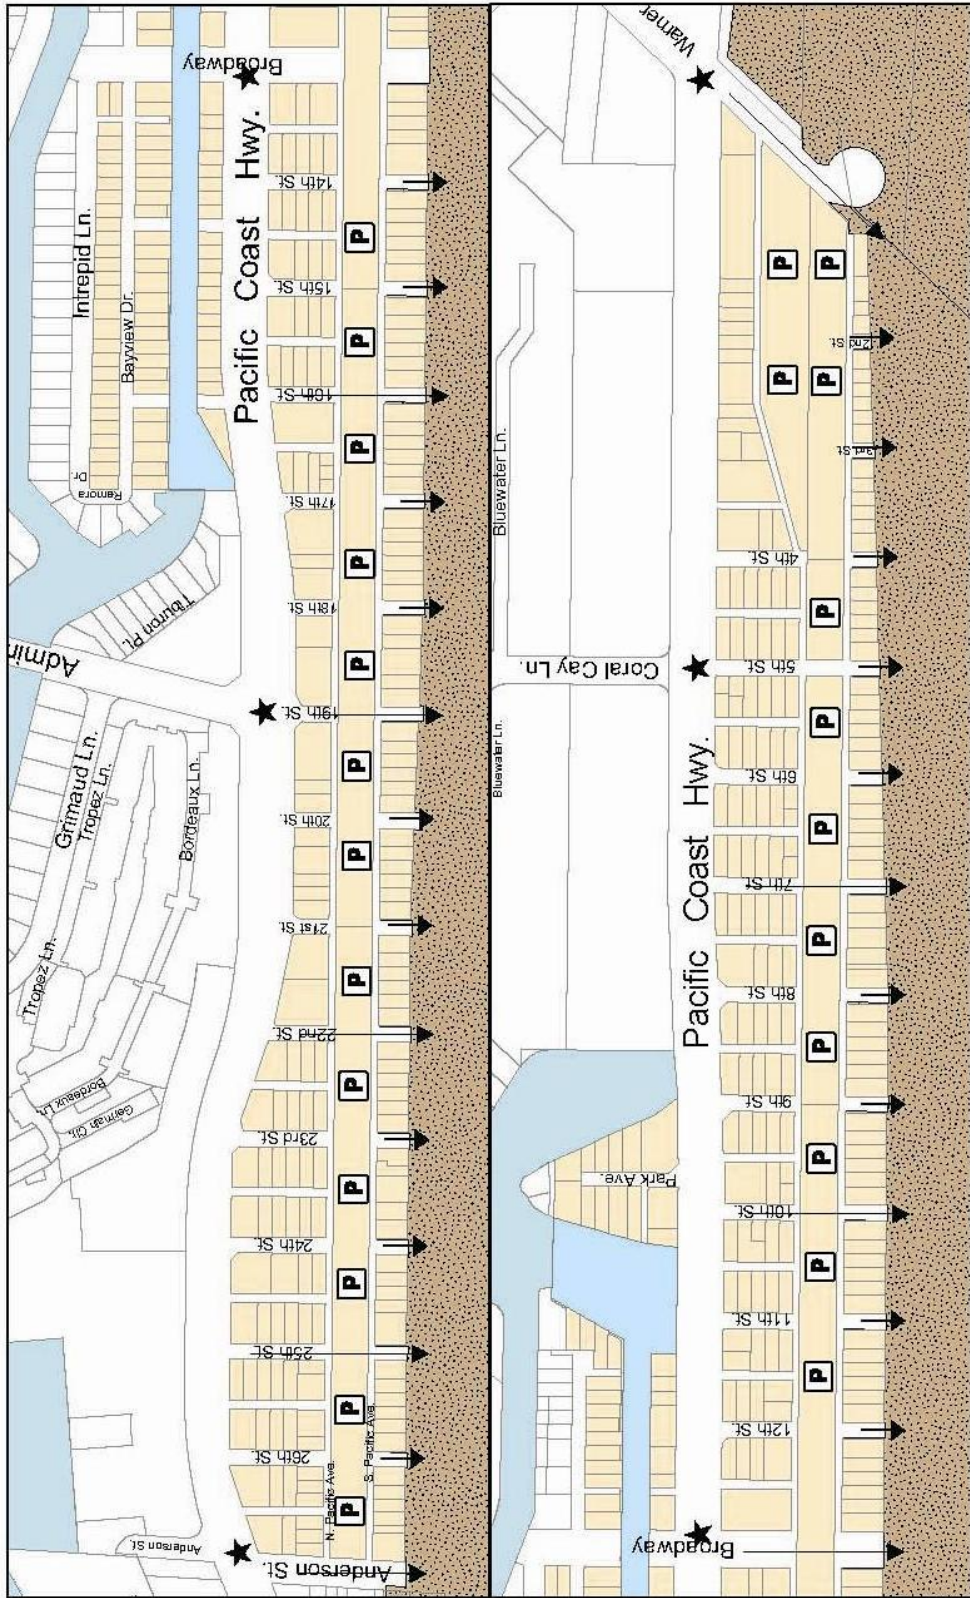 Broadway
Pacific Coast Hwy.
14th St.
Intrepid Ln.
P
15th St.
Bayview Dr.
P
16th St.
P
Remora
Dr.
17th St.
P
18th St.
Tiburon Pt.
P
Admin
19th St.
Grimaud Ln.
Tropez Ln.
P
Bordeaux Ln.
20th St.
P
21st St.
Tropez Ln.
P
22nd St.
P
Bordeaux Ln.
German Cir.
23rd St.
P
24th St.
P
25th St.
P
S. Pacific Ave.
26th St.
N. Pacific Ave.
P
Anderson St.
Anderson St.
Warner
P
P
2nd St.
P
P
3rd St.
Bluewater Ln.
4th St.
P
Coral Cay Ln.
5th St.
P
Bluewater Ln.
6th St.
Pacific Coast Hwy.
P
7th St.
P
8th St.
P
9th St.
P
Park Ave.
10th St.
P
11th St.
P
12th St.
Broadway